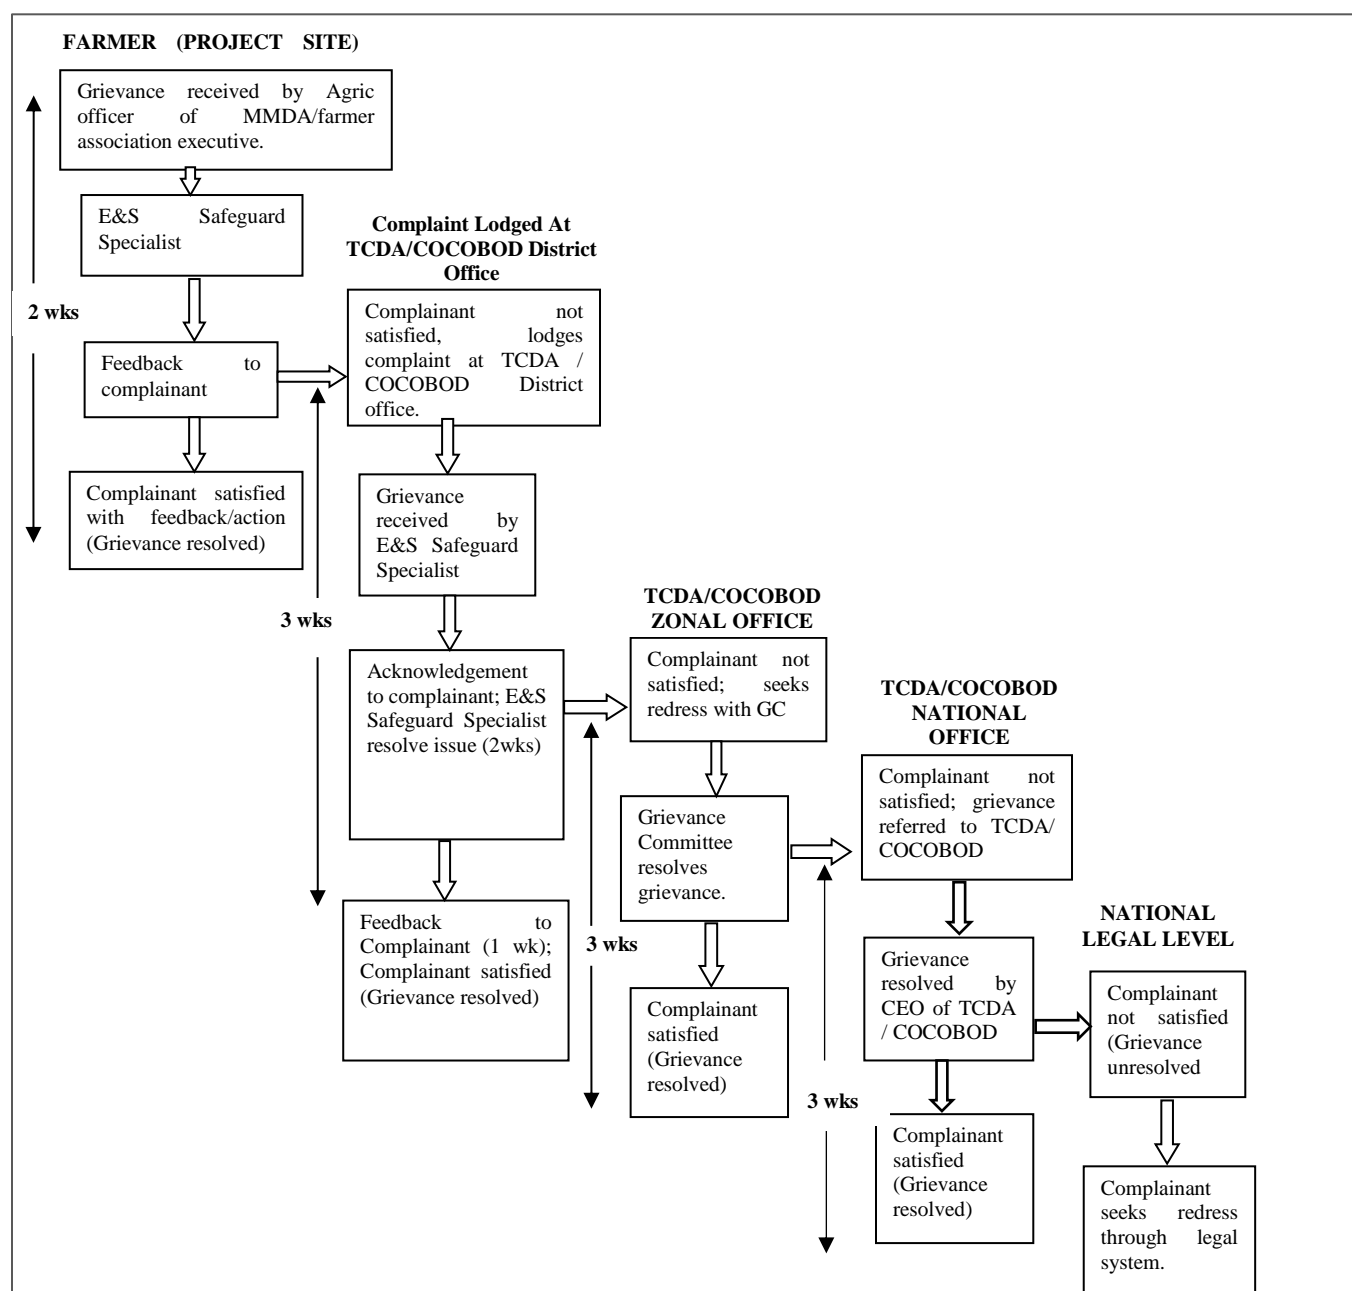 FARMER (PROJECT SITE)
Grievance received by Agric
officer of MMDA/farmer
association executive.
E&S Safeguard
Specialist
2 wks
Feedback to
complainant
Complainant satisfied
with feedback/action
(Grievance resolved)
Complaint Lodged At
TCDA/COCOBOD District
Office
Complainant not
satisfied, lodges
complaint at TCDA /
COCOBOD District
office.
Grievance
received by
E&S Safeguard
Specialist
3 wks
Acknowledgement
to complainant; E&S
Safeguard Specialist
resolve issue (2wks)
Feedback to
Complainant (1 wk);
Complainant satisfied
(Grievance resolved)
TCDA/COCOBOD
ZONAL OFFICE
Complainant not
satisfied; seeks
redress with GC
Grievance
Committee
resolves
grievance.
3 wks
Complainant
satisfied
(Grievance
resolved)
TCDA/COCOBOD
NATIONAL
OFFICE
Complainant not
satisfied; grievance
referred to TCDA/
COCOBOD
Grievance
resolved by
CEO of TCDA
/ COCOBOD
3 wks
Complainant
satisfied
(Grievance
resolved)
NATIONAL
LEGAL LEVEL
Complainant
not satisfied
(Grievance
unresolved
Complainant
seeks redress
through legal
system.